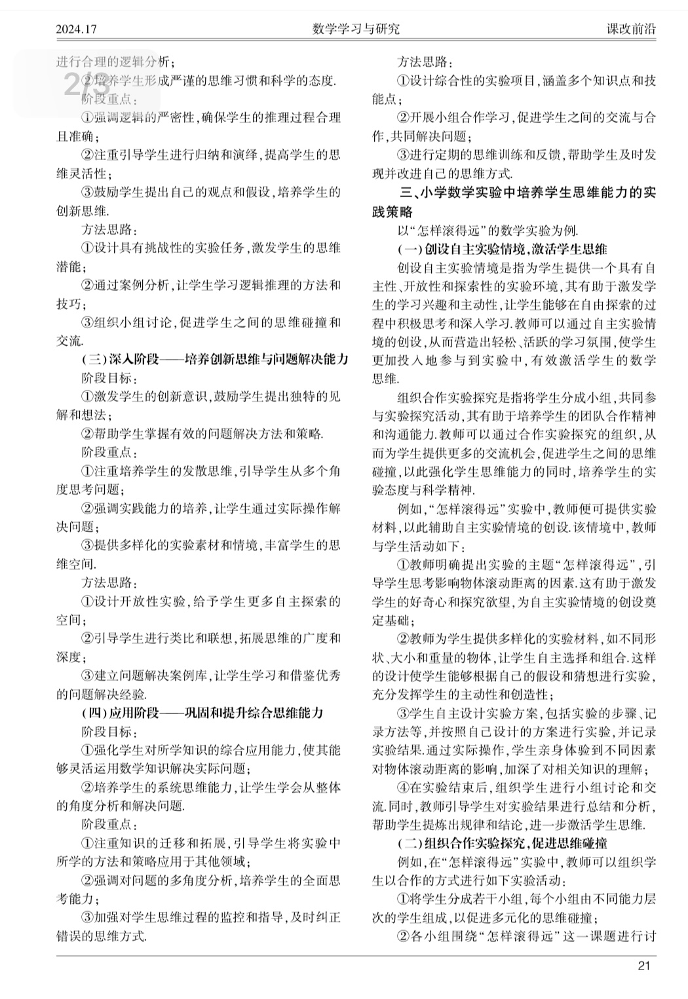 2024.17
数学学习与研究
课改前沿
2/3
进行合理的逻辑分析;
②培养学生形成严谨的思维习惯和科学的态度.
阶段重点:
①强调逻辑的严密性,确保学生的推理过程合理
且准确;
②注重引导学生进行归纳和演绎,提高学生的思
维灵活性;
③鼓励学生提出自己的观点和假设,培养学生的
创新思维.
方法思路:
①设计具有挑战性的实验任务,激发学生的思维
潜能;
②通过案例分析,让学生学习逻辑推理的方法和
技巧;
③组织小组讨论,促进学生之间的思维碰撞和
交流.
(三)深入阶段——培养创新思维与问题解决能力
阶段目标:
①激发学生的创新意识,鼓励学生提出独特的见
解和想法;
②帮助学生掌握有效的问题解决方法和策略.
阶段重点:
①注重培养学生的发散思维,引导学生从多个角
度思考问题;
②强调实践能力的培养,让学生通过实际操作解
决问题;
③提供多样化的实验素材和情境,丰富学生的思
维空间.
方法思路:
①设计开放性实验,给予学生更多自主探索的
空间;
②引导学生进行类比和联想,拓展思维的广度和
深度;
③建立问题解决案例库,让学生学习和借鉴优秀
的问题解决经验.
(四)应用阶段——巩固和提升综合思维能力
阶段目标:
①强化学生对所学知识的综合应用能力,使其能
够灵活运用数学知识解决实际问题;
②培养学生的系统思维能力,让学生学会从整体
的角度分析和解决问题.
阶段重点:
①注重知识的迁移和拓展,引导学生将实验中
所学的方法和策略应用于其他领域;
②强调对问题的多角度分析,培养学生的全面思
考能力;
③加强对学生思维过程的监控和指导,及时纠正
错误的思维方式.
方法思路:
①设计综合性的实验项目,涵盖多个知识点和技
能点;
②开展小组合作学习,促进学生之间的交流与合
作,共同解决问题;
③进行定期的思维训练和反馈,帮助学生及时发
现并改进自己的思维方式.
三、小学数学实验中培养学生思维能力的实
践策略
以“怎样滚得远”的数学实验为例.
(一)创设自主实验情境,激活学生思维
创设自主实验情境是指为学生提供一个具有自
主性、开放性和探索性的实验环境,其有助于激发学
生的学习兴趣和主动性,让学生能够在自由探索的过
程中积极思考和深入学习.教师可以通过自主实验情
境的创设,从而营造出轻松、活跃的学习氛围,使学生
更加投入地参与到实验中,有效激活学生的数学
思维.
组织合作实验探究是指将学生分成小组,共同参
与实验探究活动,其有助于培养学生的团队合作精神
和沟通能力.教师可以通过合作实验探究的组织,从
而为学生提供更多的交流机会,促进学生之间的思维
碰撞,以此强化学生思维能力的同时,培养学生的实
验态度与科学精神.
例如,“怎样滚得远”实验中,教师便可提供实验
材料,以此辅助自主实验情境的创设.该情境中,教师
与学生活动如下:
①教师明确提出实验的主题“怎样滚得远”,引
导学生思考影响物体滚动距离的因素.这有助于激发
学生的好奇心和探究欲望,为自主实验情境的创设奠
定基础;
②教师为学生提供多样化的实验材料,如不同形
状、大小和重量的物体,让学生自主选择和组合.这样
的设计使学生能够根据自己的假设和猜想进行实验,
充分发挥学生的主动性和创造性;
③学生自主设计实验方案,包括实验的步骤、记
录方法等,并按照自己设计的方案进行实验,并记录
实验结果.通过实际操作,学生亲身体验到不同因素
对物体滚动距离的影响,加深了对相关知识的理解;
④在实验结束后,组织学生进行小组讨论和交
流.同时,教师引导学生对实验结果进行总结和分析,
帮助学生提炼出规律和结论,进一步激活学生思维.
(二)组织合作实验探究,促进思维碰撞
例如,在“怎样滚得远”实验中,教师可以组织学
生以合作的方式进行如下实验活动:
①将学生分成若干小组,每个小组由不同能力层
次的学生组成,以促进多元化的思维碰撞;
②各小组围绕“怎样滚得远”这一课题进行讨
21